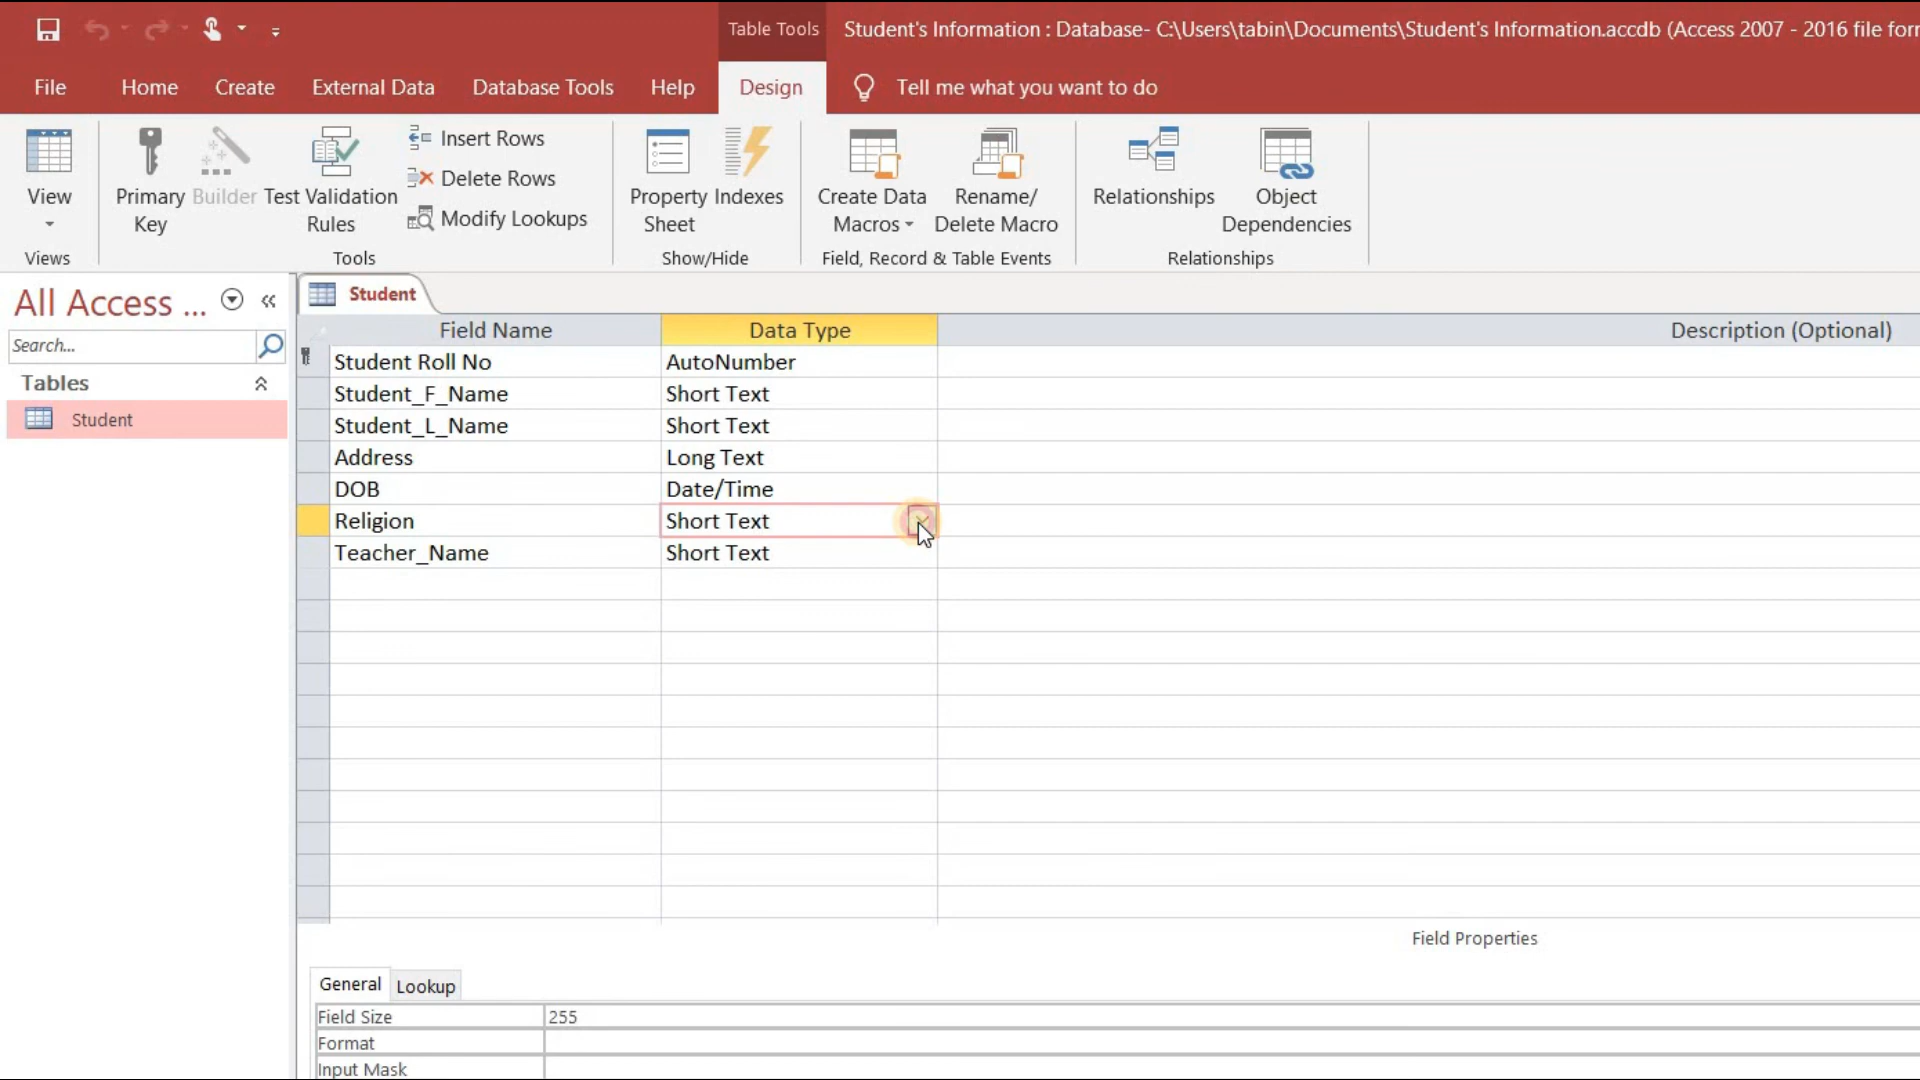 Table Tools
Student's Information : Database- C:\Users\tabin\Documents\Student's Information.accdb (Access 2007 - 2016 file forn
File
Home
Create
External Data
Database Tools
Help
Design
Tell me what you want to do
View
Primary
Key
Builder
Test Validation
Rules
Insert Rows
Delete Rows
Modify Lookups
Property
Sheet
Indexes
Create Data
Macros
Rename/
Delete Macro
Relationships
Object
Dependencies
Views
Tools
Show/Hide
Field, Record & Table Events
Relationships
All Access ...
Search...
Tables
Student
Student
Field Name Data Type Description (Optional)
Student Roll No AutoNumber
Student_F_Name Short Text
Student_L_Name Short Text
Address Long Text
DOB Date/Time
Religion Short Text
Teacher_Name Short Text
Field Properties
General Lookup
Field Size 255
Format
Input Mask